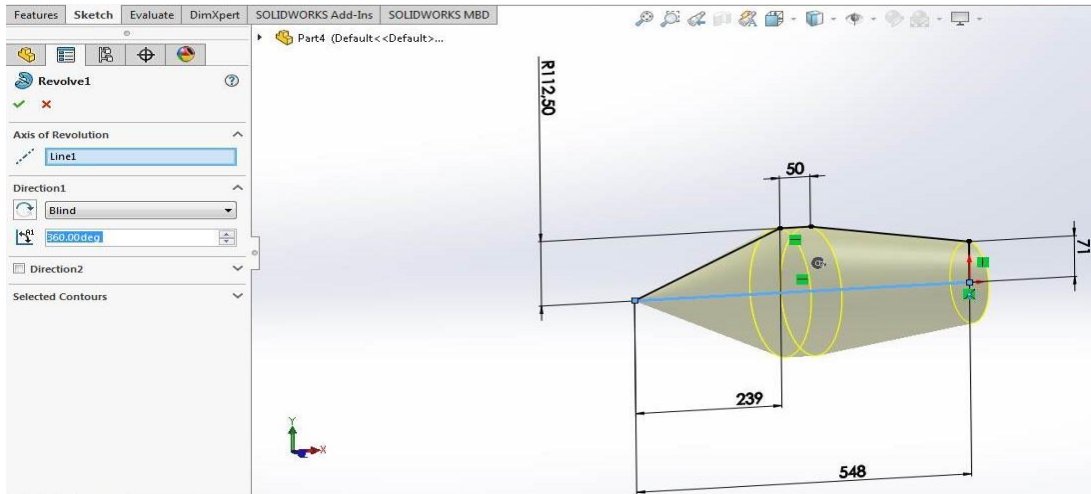 Features Sketch Evaluate DimXpert SOLIDWORKS Add-Ins SOLIDWORKS MBD
Part4 (Default<<Default>...
Revolve1
Axis of Revolution
Line1
Direction1
Blind
360.00deg
Direction2
Selected Contours
R112,50
50
71
239
548
Y
X